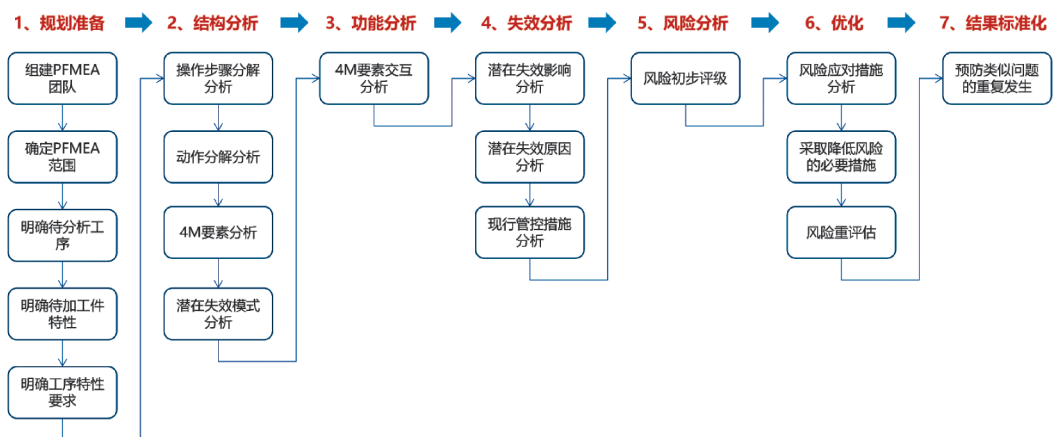 1、规划准备
2、结构分析
3、功能分析
4、失效分析
5、风险分析
6、优化
7、结果标准化
组建PFMEA
团队
确定PFMEA
范围
明确待分析工
序
明确待加工件
特性
明确工序特性
要求
操作步骤分解
分析
动作分解分析
4M要素分析
潜在失效模式
分析
4M要素交互
分析
潜在失效影响
分析
潜在失效原因
分析
现行管控措施
分析
风险初步评级
风险应对措施
分析
采取降低风险
的必要措施
风险重评估
预防类似问题
的重复发生